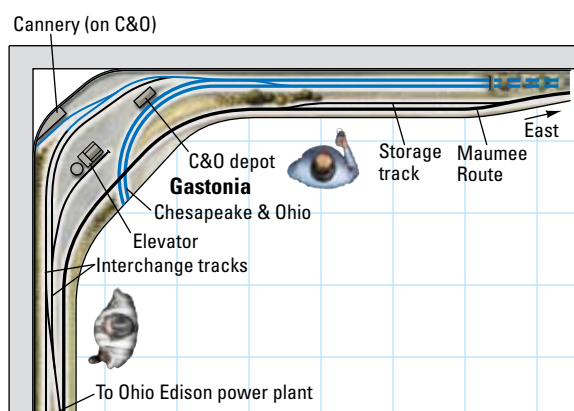 Cannery (on C&O)
East
C&O depot
Storage
track
Maumee
Route
Gastonia
Chesapeake & Ohio
Elevator
Interchange tracks
To Ohio Edison power plant